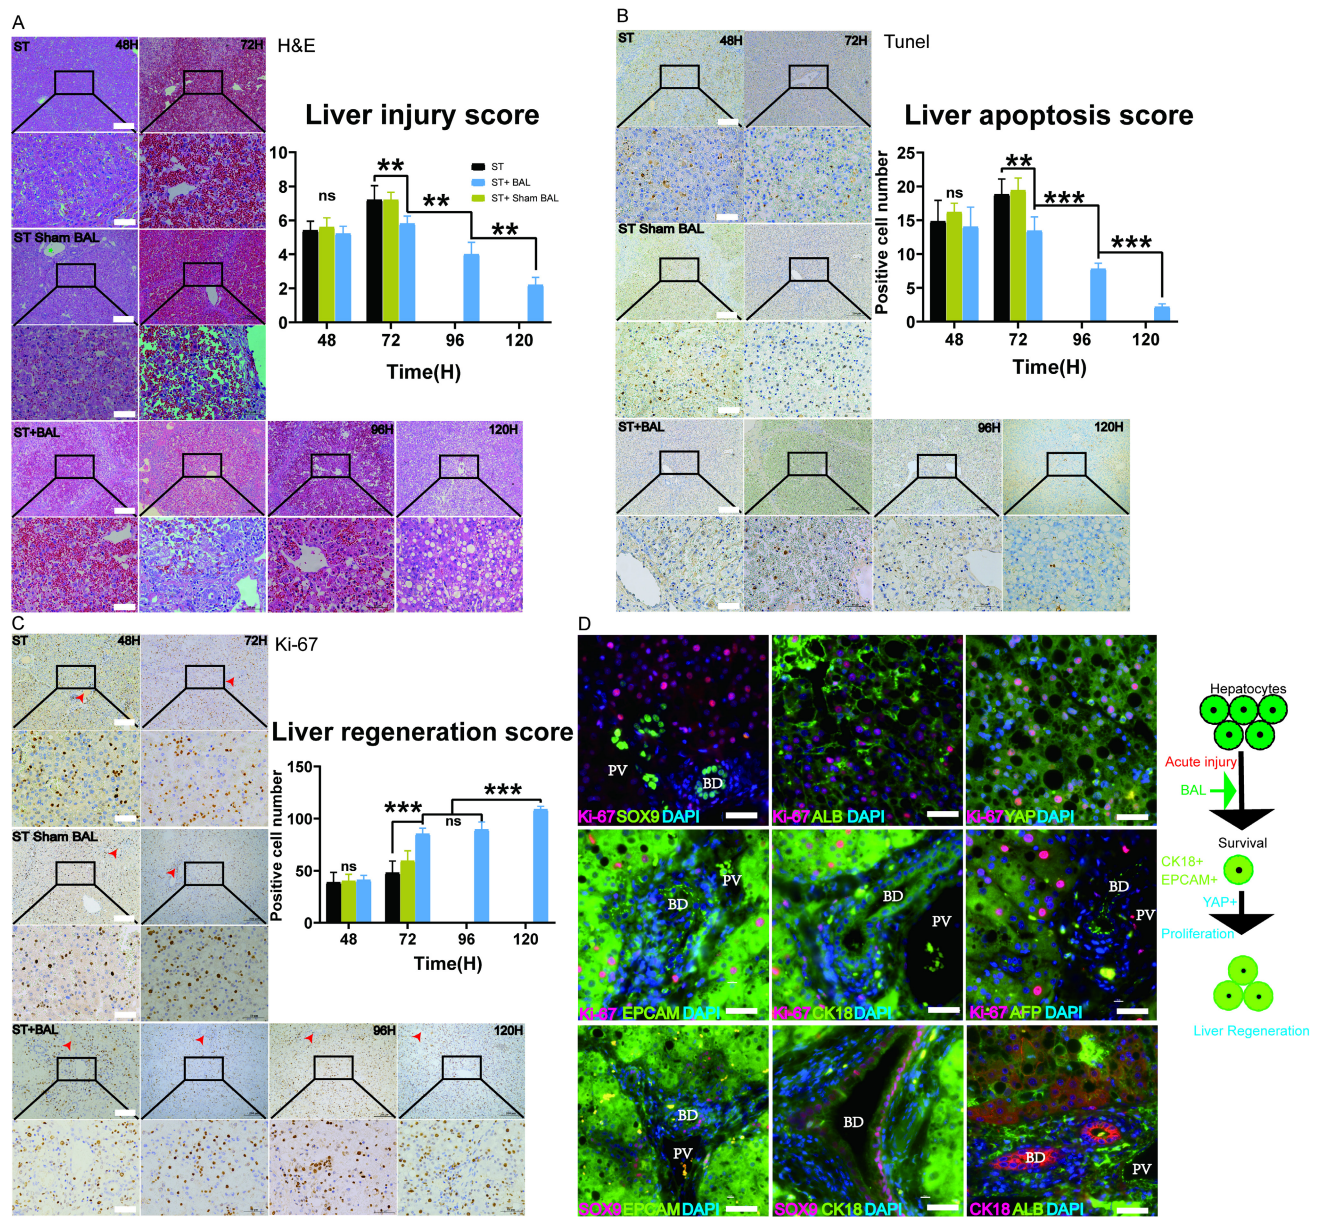 A
H&E
ST 48H 72H
ST Sham BAL
ST+BAL
96H 120H
Liver injury score
10
8
6
4
2
0
ns
**
**
**
ST
ST+ BAL
ST+ Sham BAL
48 72 96 120
Time(H)
B
Tunel
ST 48H 72H
ST Sham BAL
ST+BAL
96H 120H
Liver apoptosis score
Positive cell number
25
20
15
10
5
0
ns
**
***
***
48 72 96 120
Time(H)
C
Ki-67
ST 48H 72H
ST Sham BAL
ST+BAL
96H 120H
Liver regeneration score
Positive cell number
150
100
50
0
ns
***
ns
***
48 72 96 120
Time(H)
D
PV
BD
Ki-67 SOX9 DAPI
Ki-67 ALB DAPI
Ki-67 YAP DAPI
PV
BD
Ki-67 EPCAM DAPI
BD
PV
Ki-67 CK18 DAPI
BD
PV
Ki-67 AFP DAPI
BD
PV
SOX9 EPCAM DAPI
BD
SOX9 CK18 DAPI
BD
PV
CK18 ALB DAPI
Hepatocytes
Acute injury
BAL
Survival
CK18+
EPCAM+
YAP+
Proliferation
Liver Regeneration